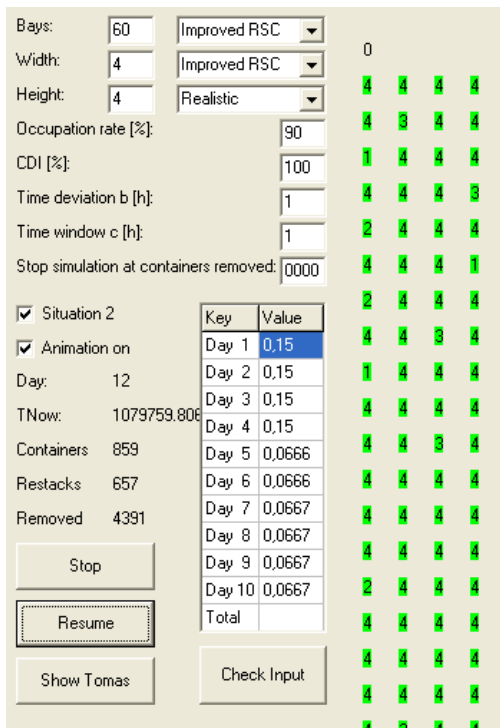 Bays: 60 Improved RSC
Width: 4 Improved RSC
Height: 4 Realistic
Occupation rate [%]: 90
CDI [%]: 100
Time deviation b [h]: 1
Time window c [h]: 1
Stop simulation at containers removed: 0000
Situation 2
Animation on
Day: 12
TNow: 1079759.806
Containers 859
Restacks 657
Removed 4391
Stop
Resume
Show Tomas
Key Value
Day 1 0,15
Day 2 0,15
Day 3 0,15
Day 4 0,15
Day 5 0,0666
Day 6 0,0666
Day 7 0,0667
Day 8 0,0667
Day 9 0,0667
Day 10 0,0667
Total
Check Input
0
4 4 4 4
4 3 4 4
1 4 4 4
4 4 4 3
2 4 4 4
4 4 4 1
2 4 4 4
4 4 3 4
1 4 4 4
4 4 4 4
4 4 3 4
4 4 4 4
4 4 4 4
4 4 4 4
2 4 4 4
4 4 4 4
4 4 4 4
4 4 4 4